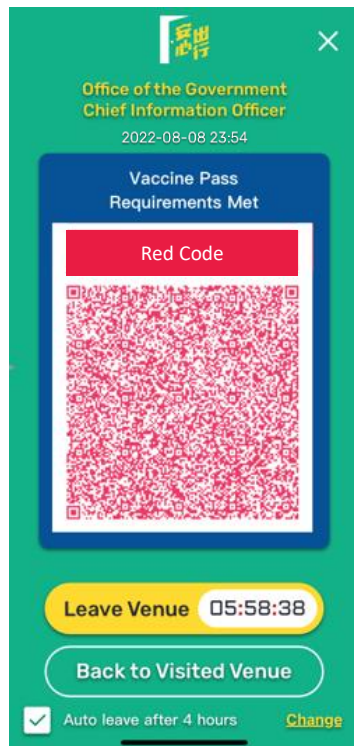 安出
心行
Office of the Government
Chief Information Officer
2022-08-08 23:54
Vaccine Pass
Requirements Met
Red Code
Leave Venue 05:58:38
Back to Visited Venue
Auto leave after 4 hours Change